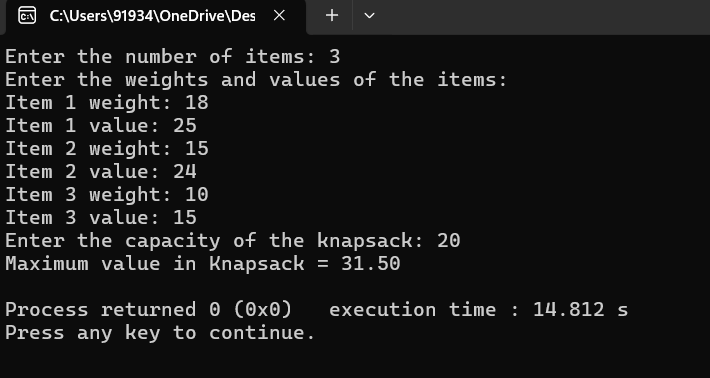 C:\Users\91934\OneDrive\Des
Enter the number of items: 3
Enter the weights and values of the items:
Item 1 weight: 18
Item 1 value: 25
Item 2 weight: 15
Item 2 value: 24
Item 3 weight: 10
Item 3 value: 15
Enter the capacity of the knapsack: 20
Maximum value in Knapsack = 31.50
Process returned 0 (0x0)   execution time : 14.812 s
Press any key to continue.